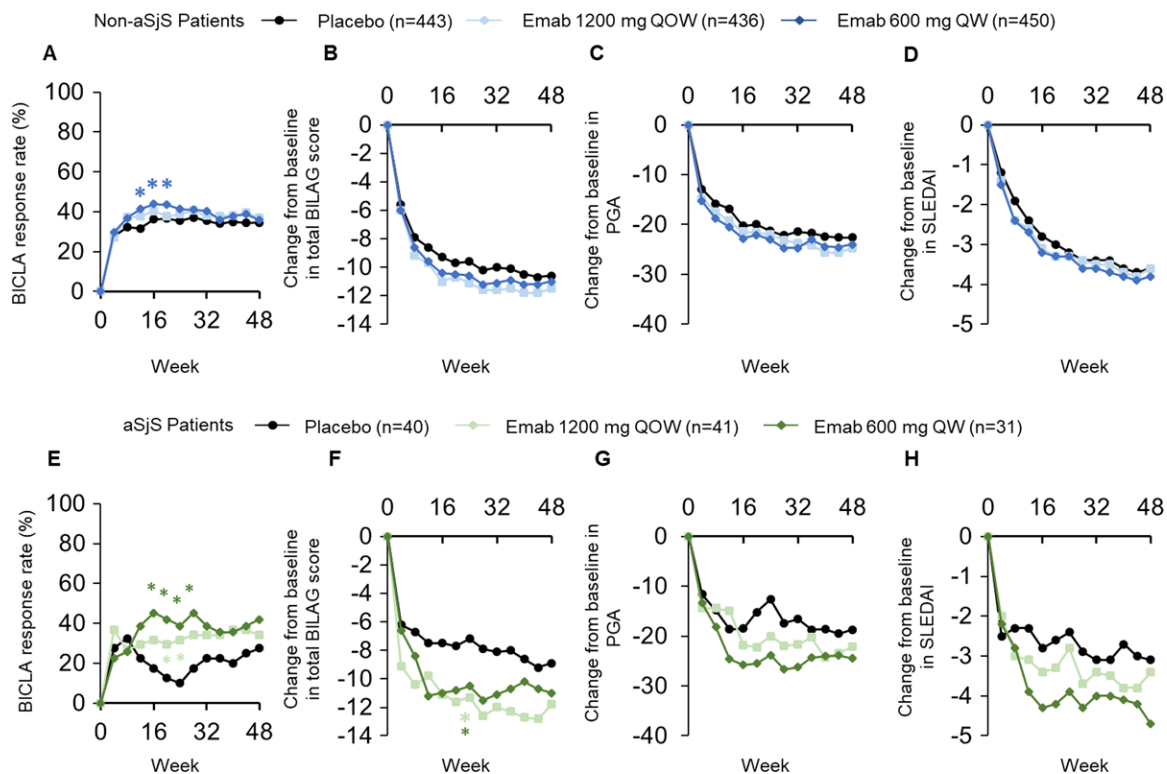 Non-aSjS Patients Placebo (n=443) Emab 1200 mg QOW (n=436) Emab 600 mg QW (n=450)
A B C D
BICLA response rate (%)
100
80
60
40
20
0
* * *
0 16 32 48
Week
Change from baseline
in total BILAG score
0 16 32 48
0
-2
-4
-6
-8
-10
-12
-14
Week
Change from baseline in
PGA
0 16 32 48
0
-10
-20
-30
-40
Week
Change from baseline
in SLEDAI
0 16 32 48
0
-1
-2
-3
-4
-5
Week
aSjS Patients Placebo (n=40) Emab 1200 mg QOW (n=41) Emab 600 mg QW (n=31)
E F G H
BICLA response rate (%)
100
80
60
40
20
0
* * * *
* *
0 16 32 48
Week
Change from baseline
in total BILAG score
0 16 32 48
0
-2
-4
-6
-8
-10
-12
-14
*
*
Week
Change from baseline in
PGA
0 16 32 48
0
-10
-20
-30
-40
Week
Change from baseline
in SLEDAI
0 16 32 48
0
-1
-2
-3
-4
-5
Week